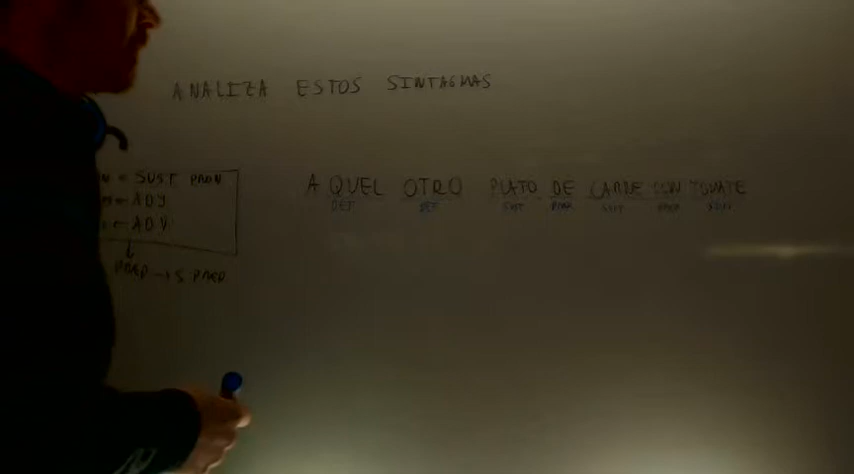 ANALIZA ESTOS SINTAGMAS
SUST PRON
ADJ
ADV
PREP → S. PREP
AQUEL OTRO PLATO DE CARNE CON TOMATE
DET DET SUST PREP SUST PREP SUST